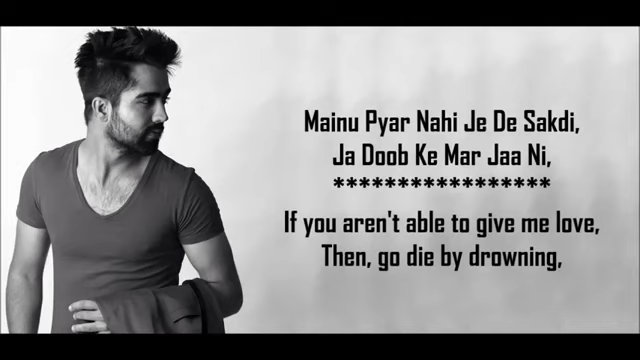 Mainu Pyar Nahi Je De Sakdi,
Ja Doob Ke Mar Jaa Ni,
******************
If you aren't able to give me love,
Then, go die by drowning,